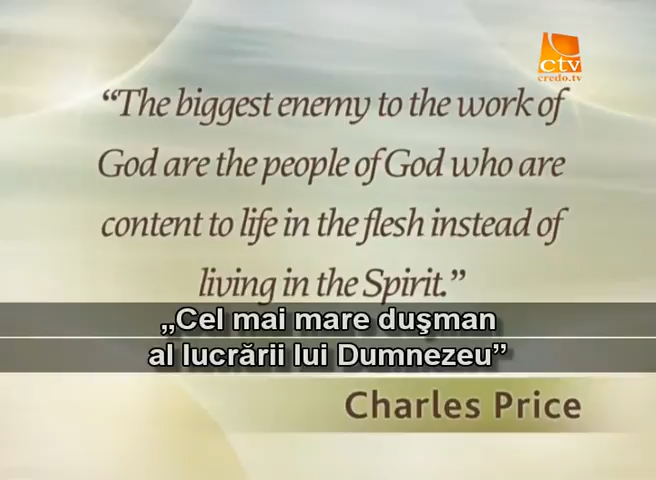 ctv
credo.tv
“The biggest enemy to the work of
God are the people of God who are
content to life in the flesh instead of
living in the Spirit.”
„Cel mai mare duşman
al lucrării lui Dumnezeu”
Charles Price